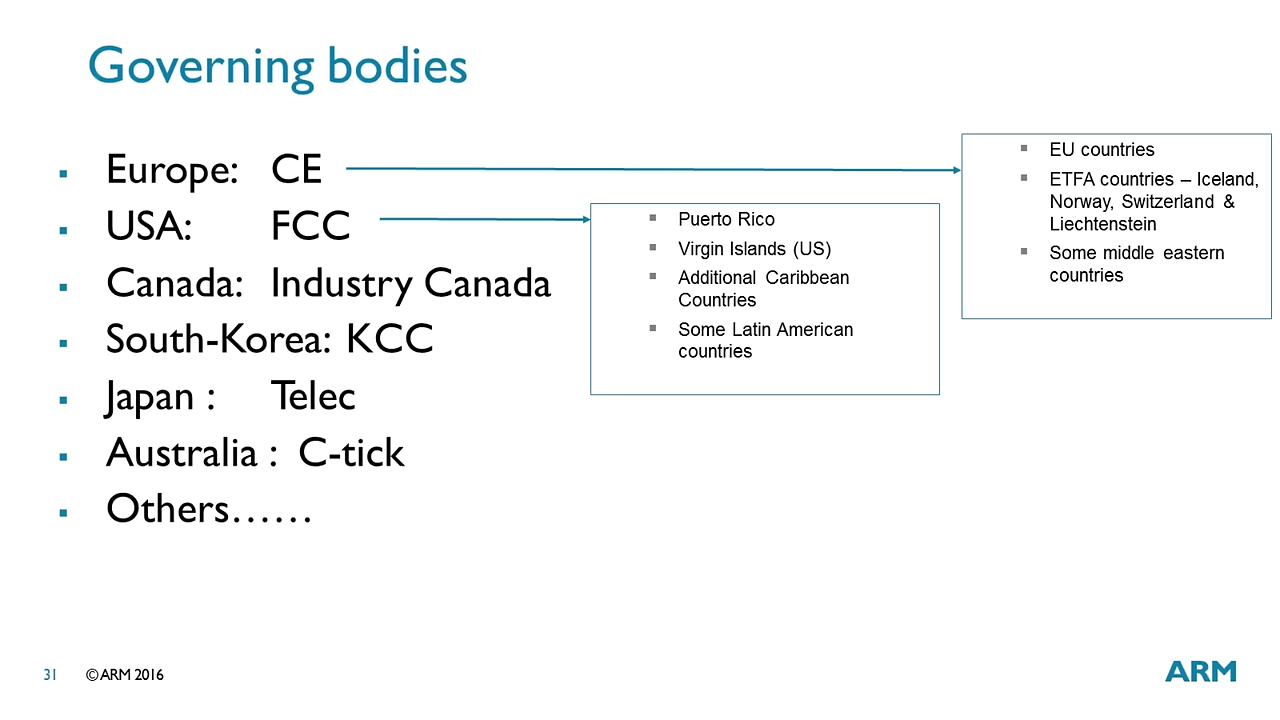 Governing bodies
Europe: CE
USA: FCC
Canada: Industry Canada
South-Korea: KCC
Japan : Telec
Australia : C-tick
Others……
Puerto Rico
Virgin Islands (US)
Additional Caribbean
Countries
Some Latin American
countries
EU countries
ETFA countries – Iceland,
Norway, Switzerland &
Liechtenstein
Some middle eastern
countries
31 © ARM 2016
ARM